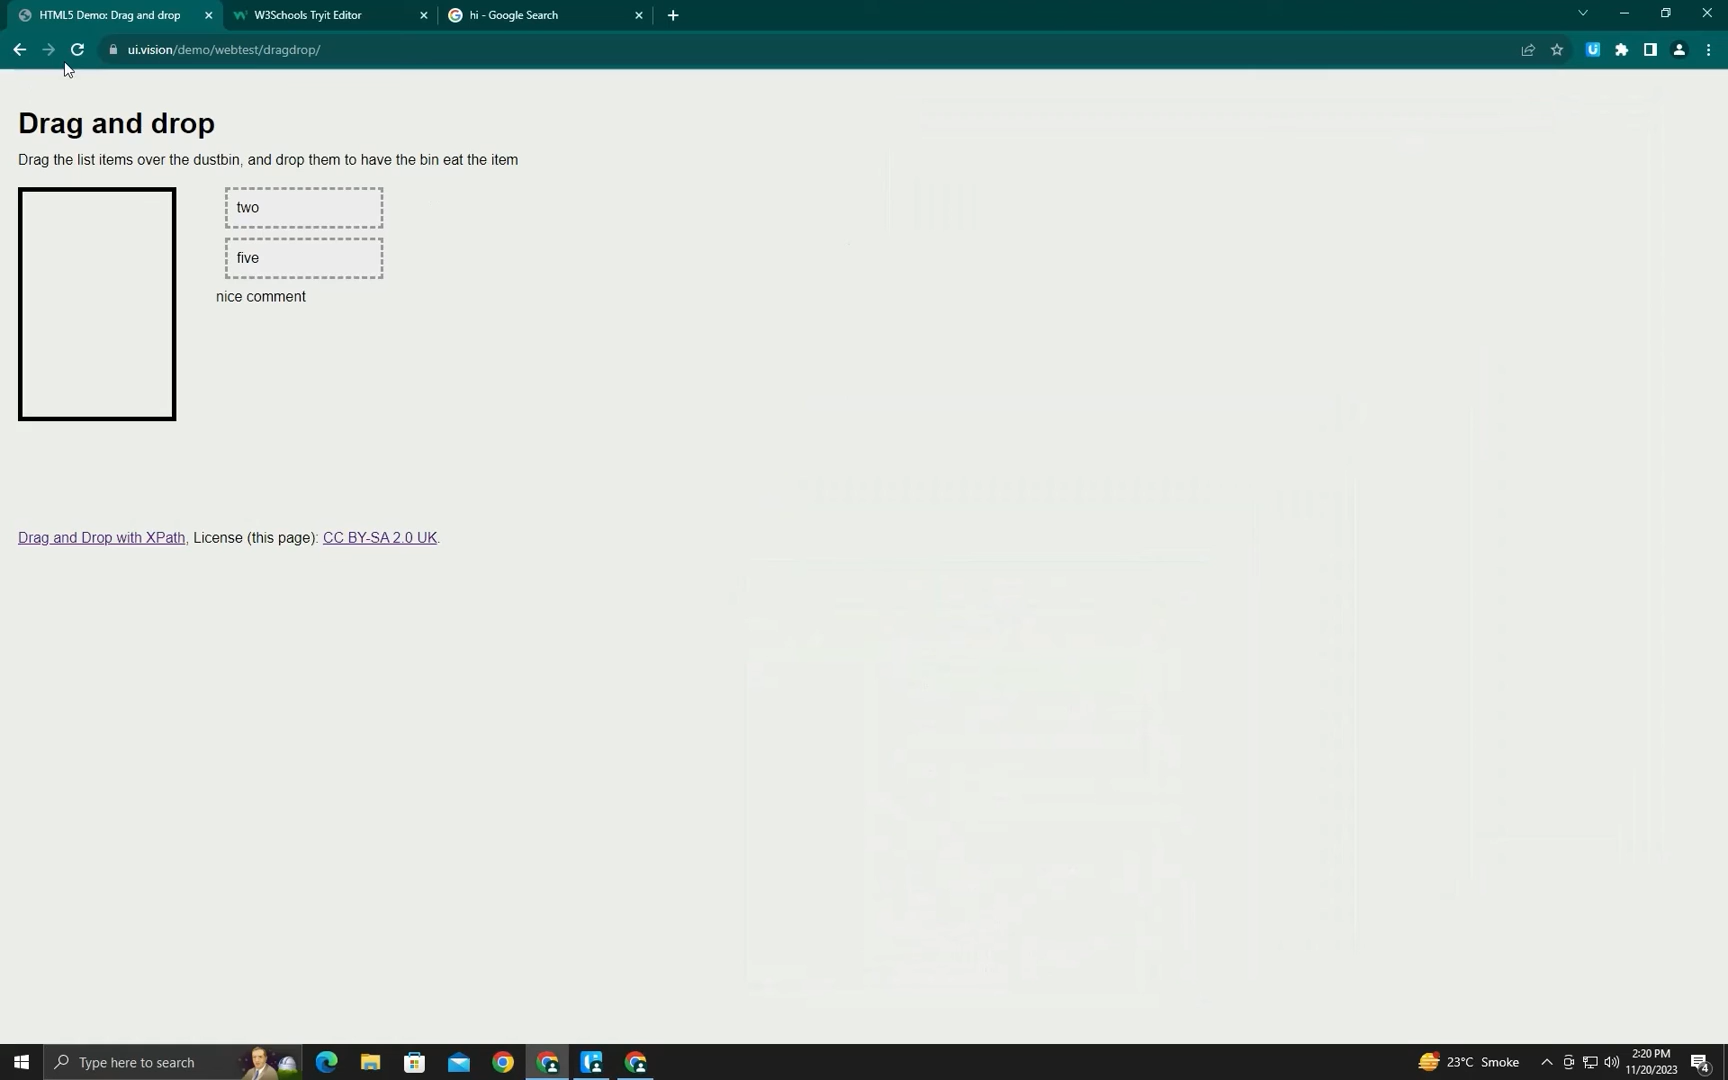 HTML5 Demo: Drag and drop
W3Schools Tryit Editor
hi - Google Search
ui.vision/demo/webtest/dragdrop/
Drag and drop
Drag the list items over the dustbin, and drop them to have the bin eat the item
two
five
nice comment
Drag and Drop with XPath, License (this page): CC BY-SA 2.0 UK.
Type here to search
23°C Smoke
2:20 PM
11/20/2023
4